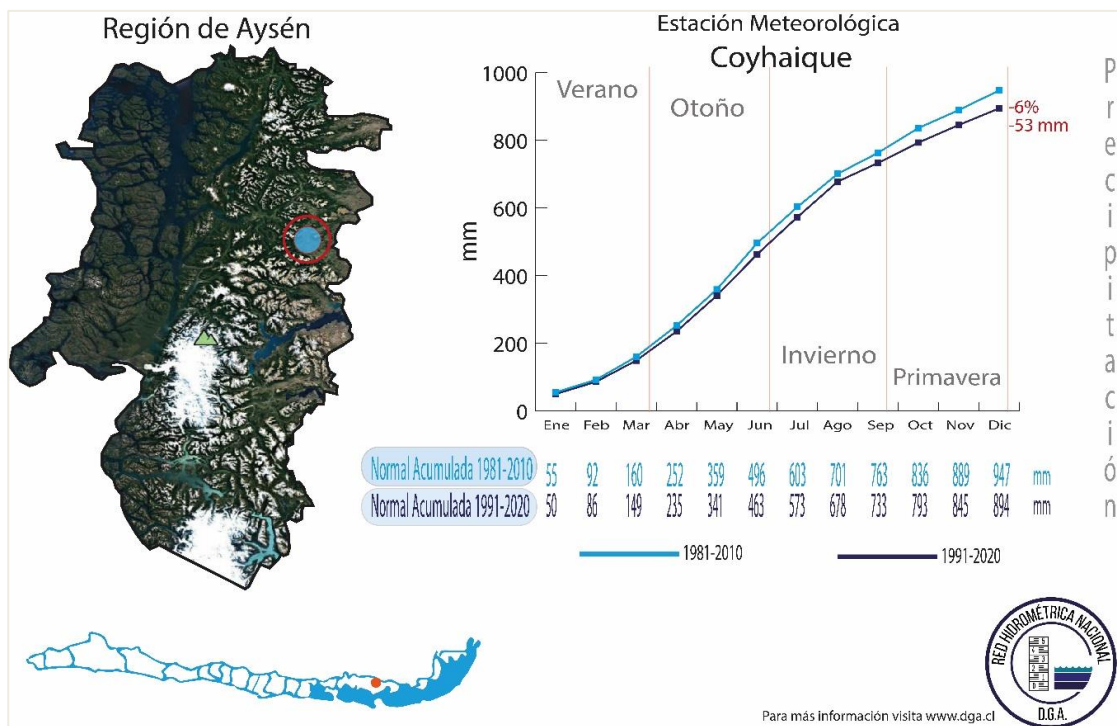 Región de Aysén
Estación Meteorológica
Coyhaique
Precipitación
mm
1000
800
600
400
200
0
Verano
Otoño
Invierno
Primavera
-6%
-53 mm
Ene Feb Mar Abr May Jun Jul Ago Sep Oct Nov Dic
Normal Acumulada 1981-2010 55 92 160 252 359 496 603 701 763 836 889 947 mm
Normal Acumulada 1991-2020 50 86 149 235 341 463 573 678 733 793 845 894 mm
1981-2010 1991-2020
RED HIDROMÉTRICA NACIONAL
D.G.A.
Para más información visita www.dga.cl